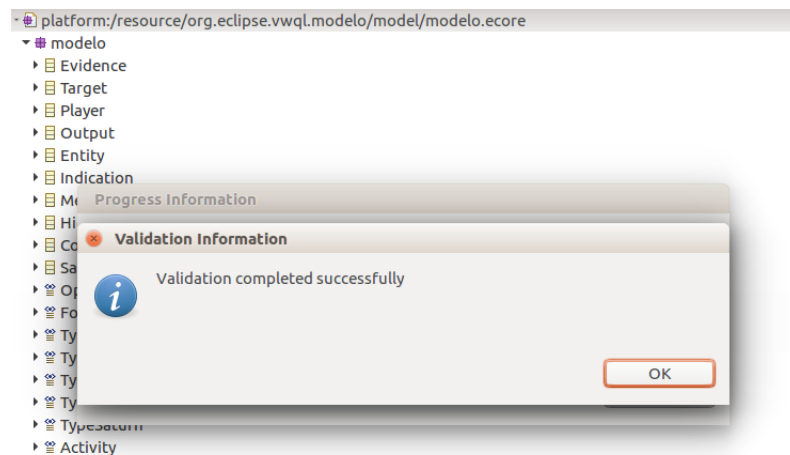 platform:/resource/org.eclipse.vwql.modelo/model/modelo.ecore
modelo
Evidence
Target
Player
Output
Entity
Indication
Progress Information
Validation Information
Validation completed successfully
OK
TypeSaturn
Activity